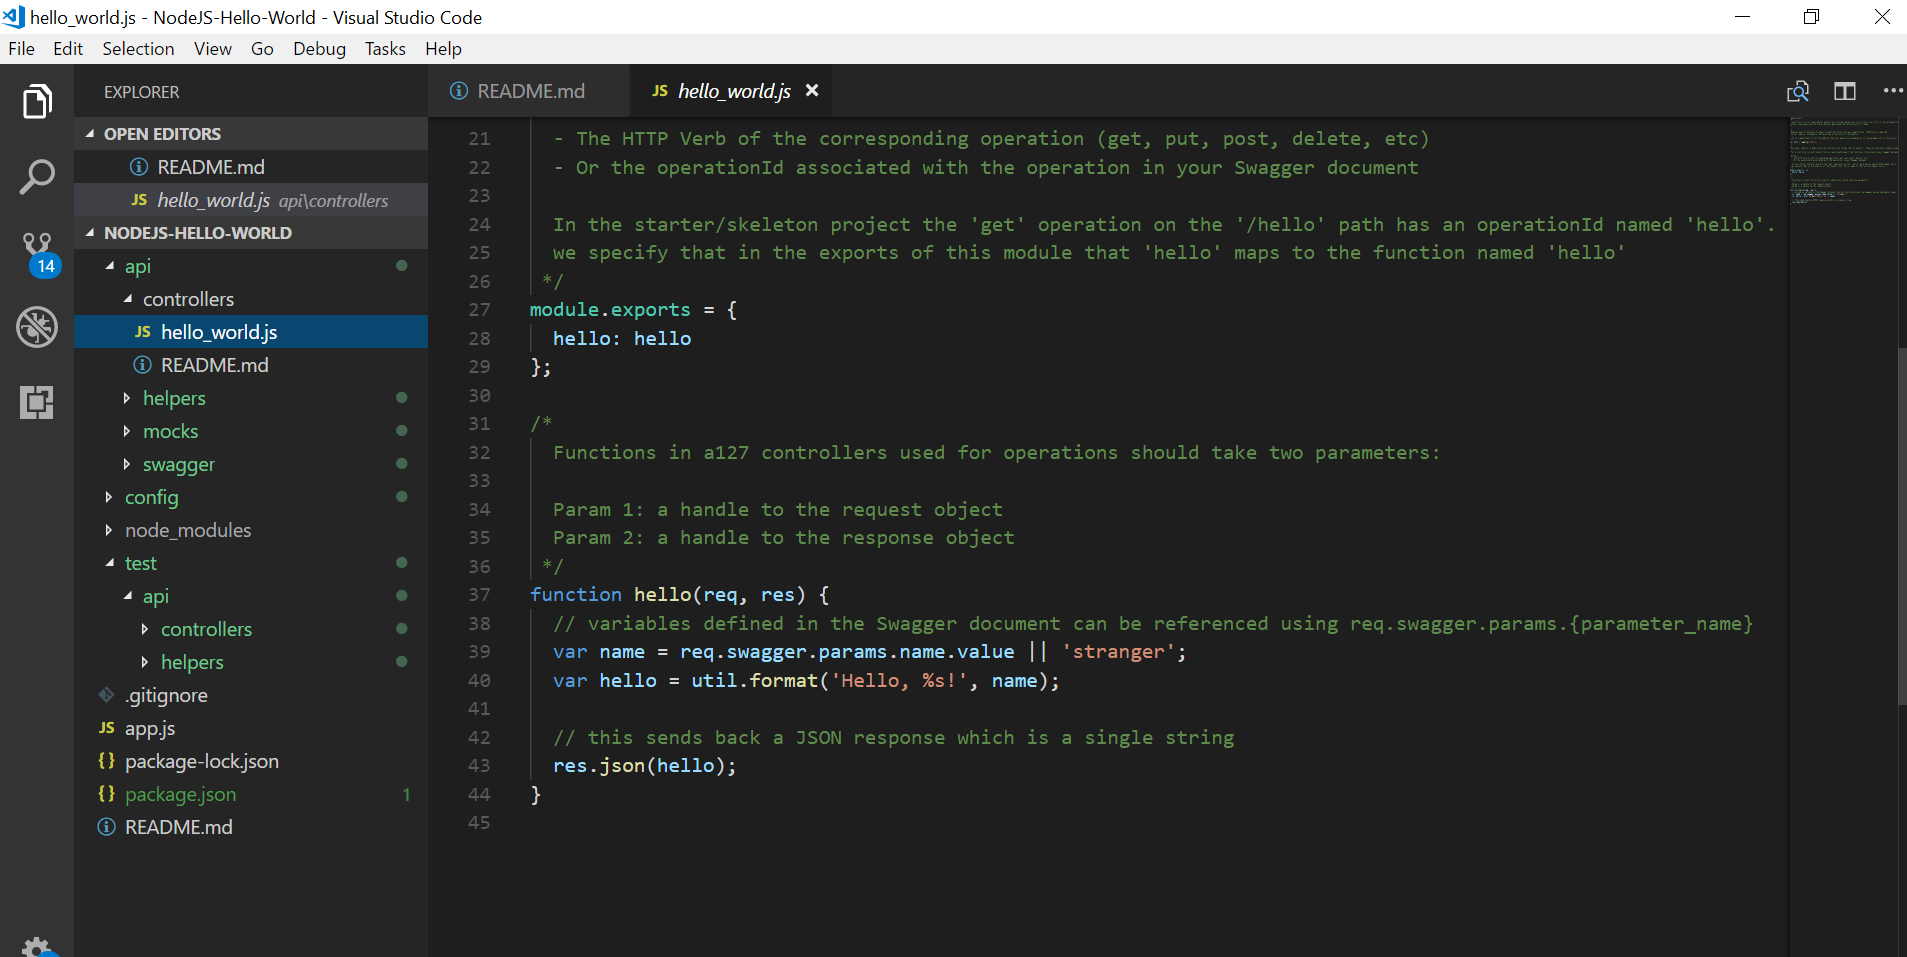 hello_world.js - NodeJS-Hello-World - Visual Studio Code
File Edit Selection View Go Debug Tasks Help
EXPLORER
OPEN EDITORS
README.md
JS hello_world.js api\controllers
NODEJS-HELLO-WORLD
14
api
controllers
JS hello_world.js
README.md
helpers
mocks
swagger
config
node_modules
test
api
controllers
helpers
.gitignore
JS app.js
{} package-lock.json
{} package.json 1
README.md
README.md JS hello_world.js
21 - The HTTP Verb of the corresponding operation (get, put, post, delete, etc)
22 - Or the operationId associated with the operation in your Swagger document
23
24 In the starter/skeleton project the 'get' operation on the '/hello' path has an operationId named 'hello'.
25 we specify that in the exports of this module that 'hello' maps to the function named 'hello'
26 */
27 module.exports = {
28 hello: hello
29 };
30
31 /*
32 Functions in a127 controllers used for operations should take two parameters:
33
34 Param 1: a handle to the request object
35 Param 2: a handle to the response object
36 */
37 function hello(req, res) {
38 // variables defined in the Swagger document can be referenced using req.swagger.params.{parameter_name}
39 var name = req.swagger.params.name.value || 'stranger';
40 var hello = util.format('Hello, %s!', name);
41
42 // this sends back a JSON response which is a single string
43 res.json(hello);
44 }
45